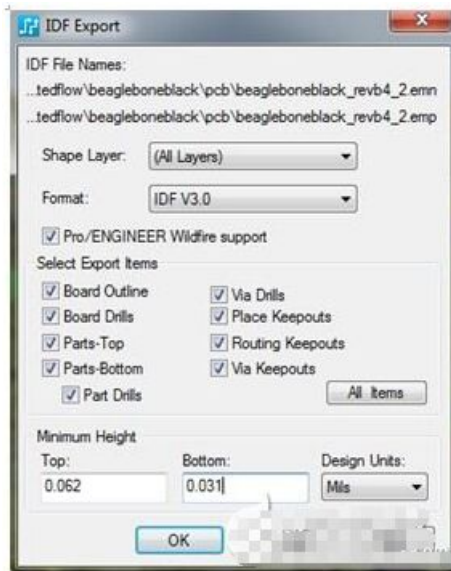 IDF Export
IDF File Names:
...tedflow\beagleboneblack\pcb\beagleboneblack_revb4_2.emn
...tedflow\beagleboneblack\pcb\beagleboneblack_revb4_2.emp
Shape Layer: (All Layers)
Format: IDF V3.0
Pro/ENGINEER Wildfire support
Select Export Items
Board Outline Via Drills
Board Drills Place Keepouts
Parts-Top Routing Keepouts
Parts-Bottom Via Keepouts
Part Drills All Items
Minimum Height
Top: Bottom: Design Units:
0.062 0.031 Mils
OK